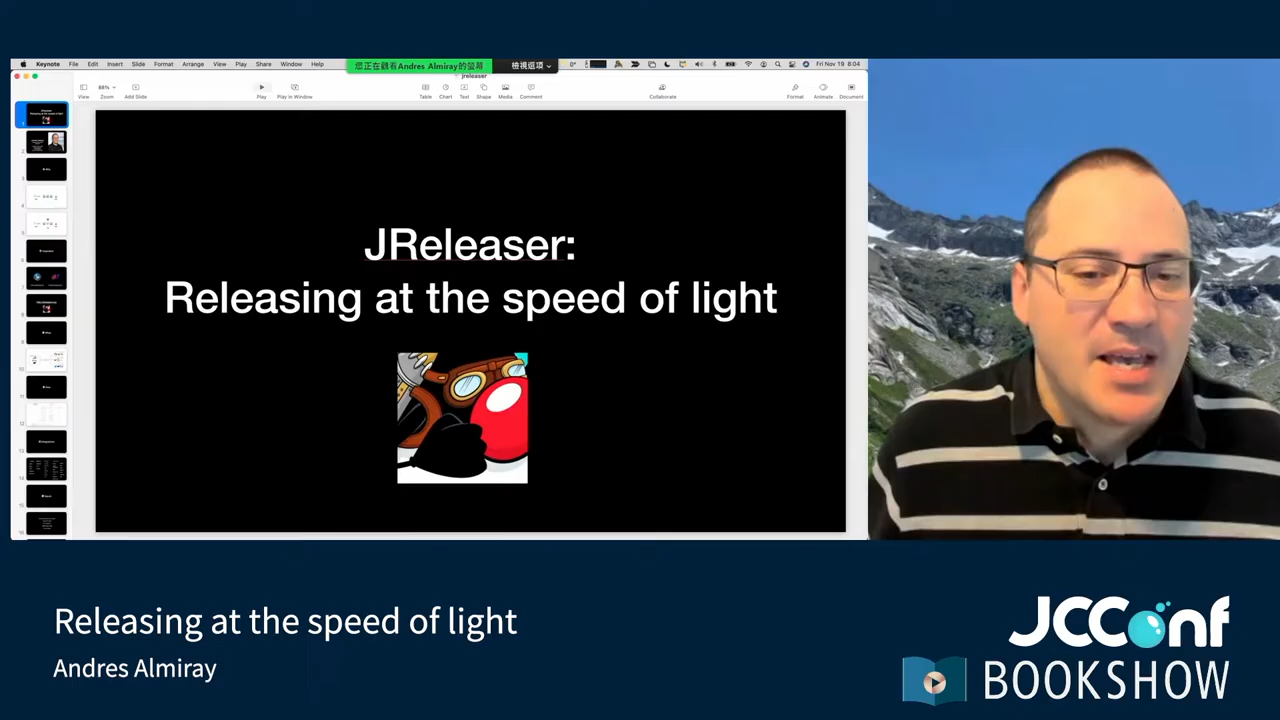 Keynote File Edit Insert Slide Format Arrange View Play Share Window Help
您正在觀看Andres Almiray的螢幕
檢視選項
Fri Nov 19 8:04
jreleaser
88%
View Zoom Add Slide Play Play in Window Table Chart Text Shape Media Comment Collaborate Format Animate Document
JReleaser:
Releasing at the speed of light
Releasing at the speed of light
Andres Almiray
JCConf
BOOKSHOW